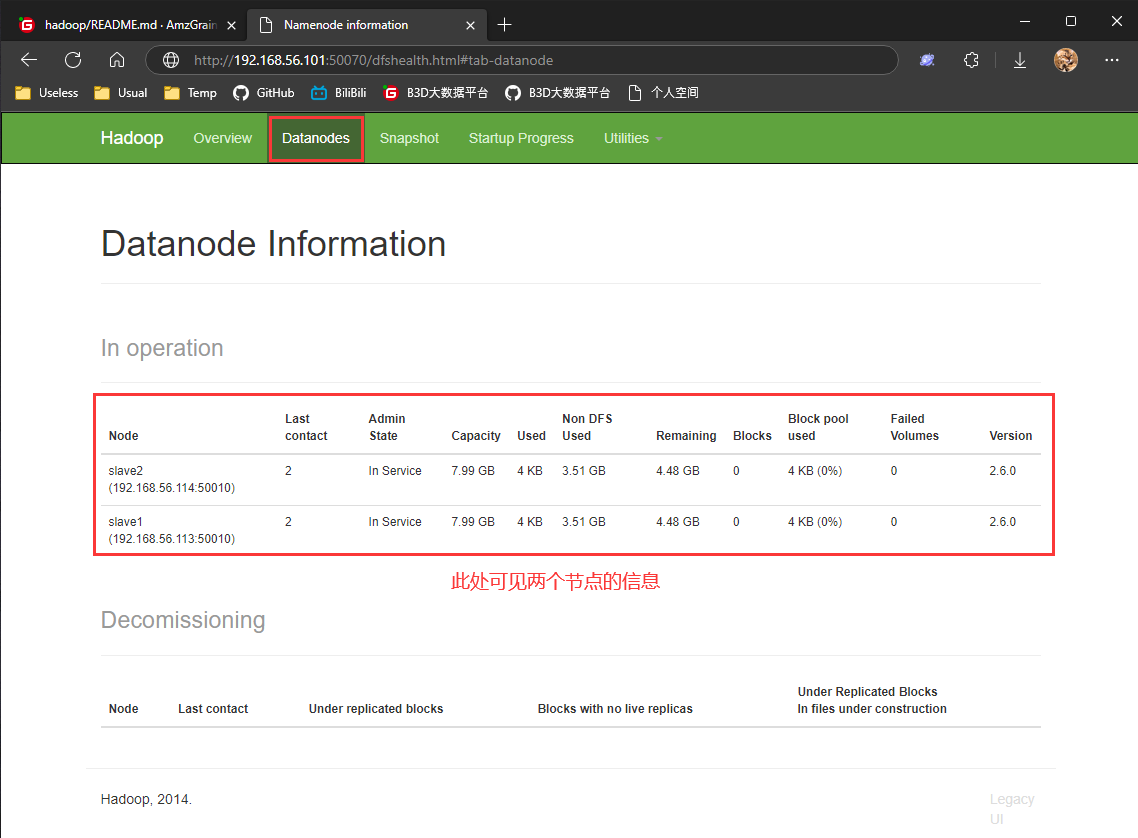 hadoop/README.md · AmzGrain
Namenode information
http://192.168.56.101:50070/dfshealth.html#tab-datanode
Useless Usual Temp GitHub BiliBili B3D大数据平台 B3D大数据平台 个人空间
Hadoop Overview Datanodes Snapshot Startup Progress Utilities
Datanode Information
In operation
Node Last contact Admin State Capacity Used Non DFS Used Remaining Blocks Block pool used Failed Volumes Version
slave2 (192.168.56.114:50010) 2 In Service 7.99 GB 4 KB 3.51 GB 4.48 GB 0 4 KB (0%) 0 2.6.0
slave1 (192.168.56.113:50010) 2 In Service 7.99 GB 4 KB 3.51 GB 4.48 GB 0 4 KB (0%) 0 2.6.0
此处可见两个节点的信息
Decomissioning
Node Last contact Under replicated blocks Blocks with no live replicas Under Replicated Blocks In files under construction
Hadoop, 2014.
Legacy UI